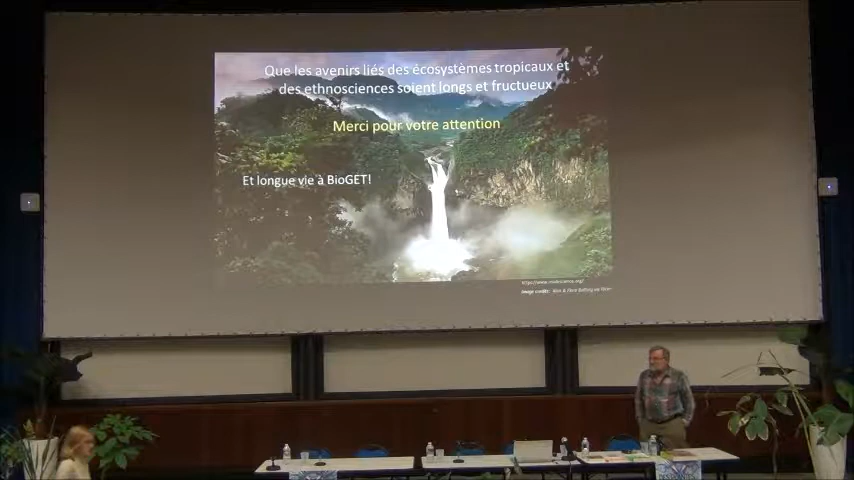 Que les avenirs liés des écosystèmes tropicaux et
des ethnosciences soient longs et fructueux
Merci pour votre attention
Et longue vie à BioGET!